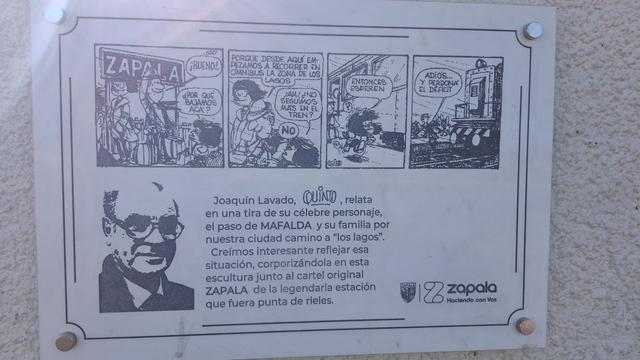 ZAPALA
¡BUENO!
¿POR QUÉ
BAJAMOS
ACÁ?
PORQUE DESDE AQUÍ EM-
PEZAMOS A RECORRER EN
OMNIBUS LA ZONA DE LOS
LAGOS
¡AH! ¿NO
SEGUIMOS
MÁS EN EL
TREN?
NO
ENTONCES
ESPEREN
ADIÓS...
Y PERDONA
EL DÉFICIT
Joaquín Lavado, QUINO, relata
en una tira de su célebre personaje,
el paso de MAFALDA y su familia por
nuestra ciudad camino a “los lagos”.
Creímos interesante reflejar esa
situación, corporizándola en esta
escultura junto al cartel original
ZAPALA de la legendaria estación
que fuera punta de rieles.
zapala
Haciendo con Vos